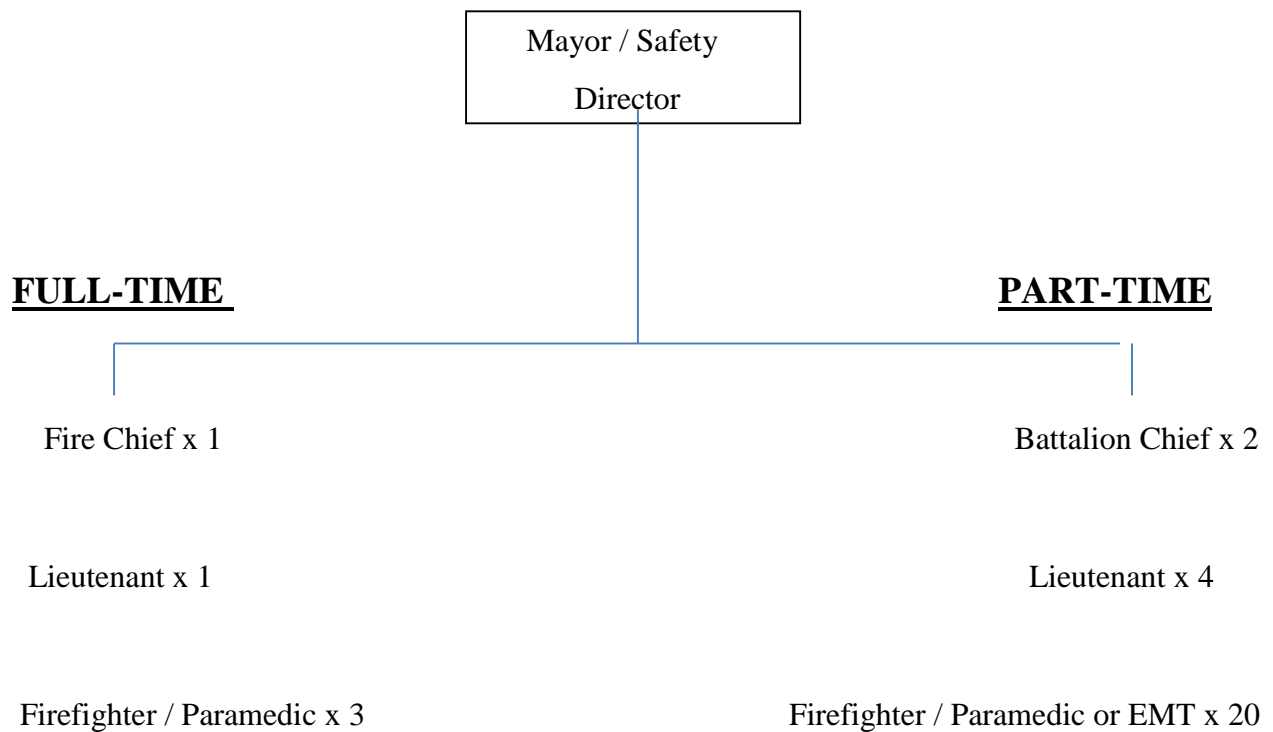 Mayor / Safety
Director
FULL-TIME
PART-TIME
Fire Chief x 1
Battalion Chief x 2
Lieutenant x 1
Lieutenant x 4
Firefighter / Paramedic x 3
Firefighter / Paramedic or EMT x 20